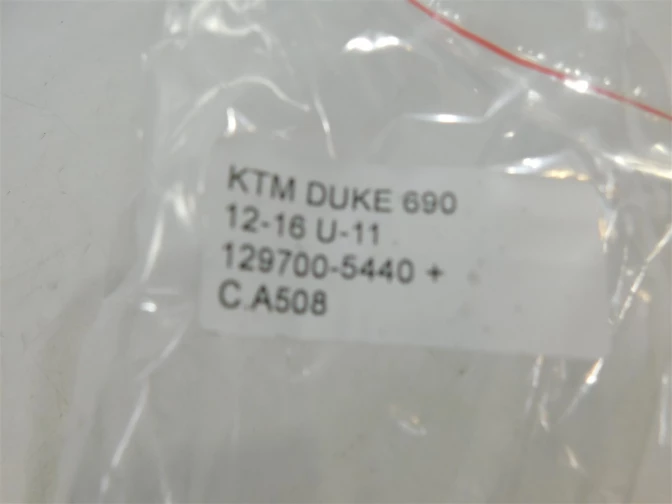 KTM DUKE 690
12-16 U-11
129700-5440 +
C.A508